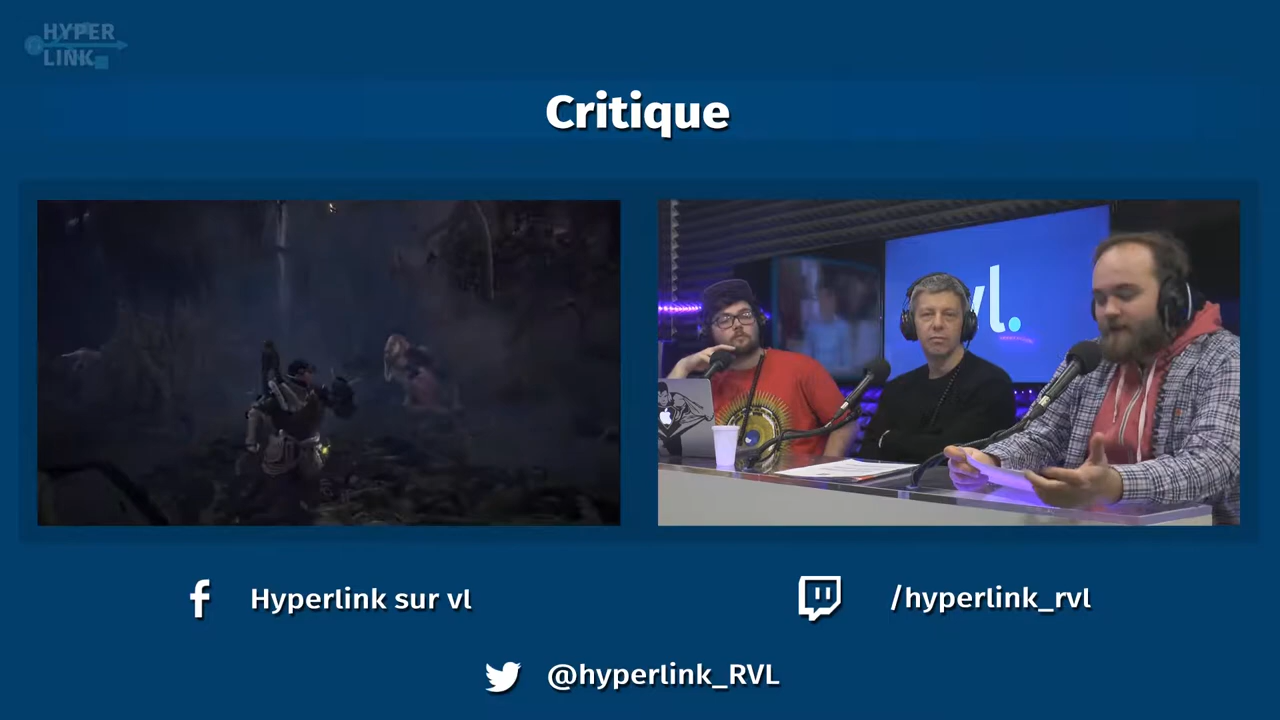 HYPER
LINK
Critique
vl.
Hyperlink sur vl
/hyperlink_rvl
@hyperlink_RVL